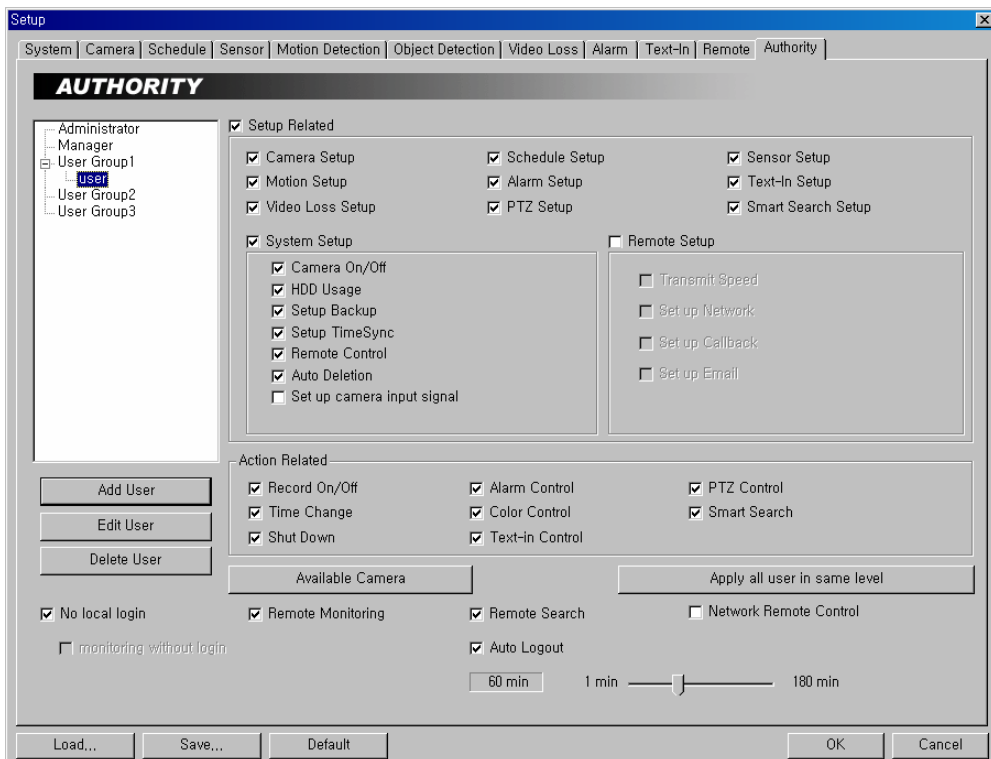 Setup
System Camera Schedule Sensor Motion Detection Object Detection Video Loss Alarm Text-In Remote Authority
AUTHORITY
Administrator
Manager
User Group1
user
User Group2
User Group3
Setup Related
Camera Setup Schedule Setup Sensor Setup
Motion Setup Alarm Setup Text-In Setup
Video Loss Setup PTZ Setup Smart Search Setup
System Setup
Camera On/Off
HDD Usage
Setup Backup
Setup TimeSync
Remote Control
Auto Deletion
Set up camera input signal
Remote Setup
Transmit Speed
Set up Network
Set up Callback
Set up Email
Add User
Edit User
Delete User
Action Related
Record On/Off Alarm Control PTZ Control
Time Change Color Control Smart Search
Shut Down Text-in Control
Available Camera Apply all user in same level
No local login Remote Monitoring Remote Search Network Remote Control
monitoring without login Auto Logout
60 min 1 min 180 min
Load... Save... Default OK Cancel